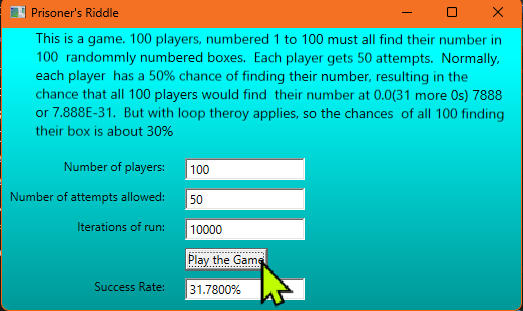 Prisoner's Riddle
This is a game. 100 players, numbered 1 to 100 must all find their number in
100  randommly numbered boxes.  Each player gets 50 attempts.  Normally,
each player  has a 50% chance of finding their number, resulting in the
chance that all 100 players would find  their number at 0.0(31 more 0s) 7888
or 7.888E-31.  But with loop theroy applies, so the chances  of all 100 finding
their box is about 30%
Number of players: 100
Number of attempts allowed: 50
Iterations of run: 10000
Play the Game
Success Rate: 31.7800%